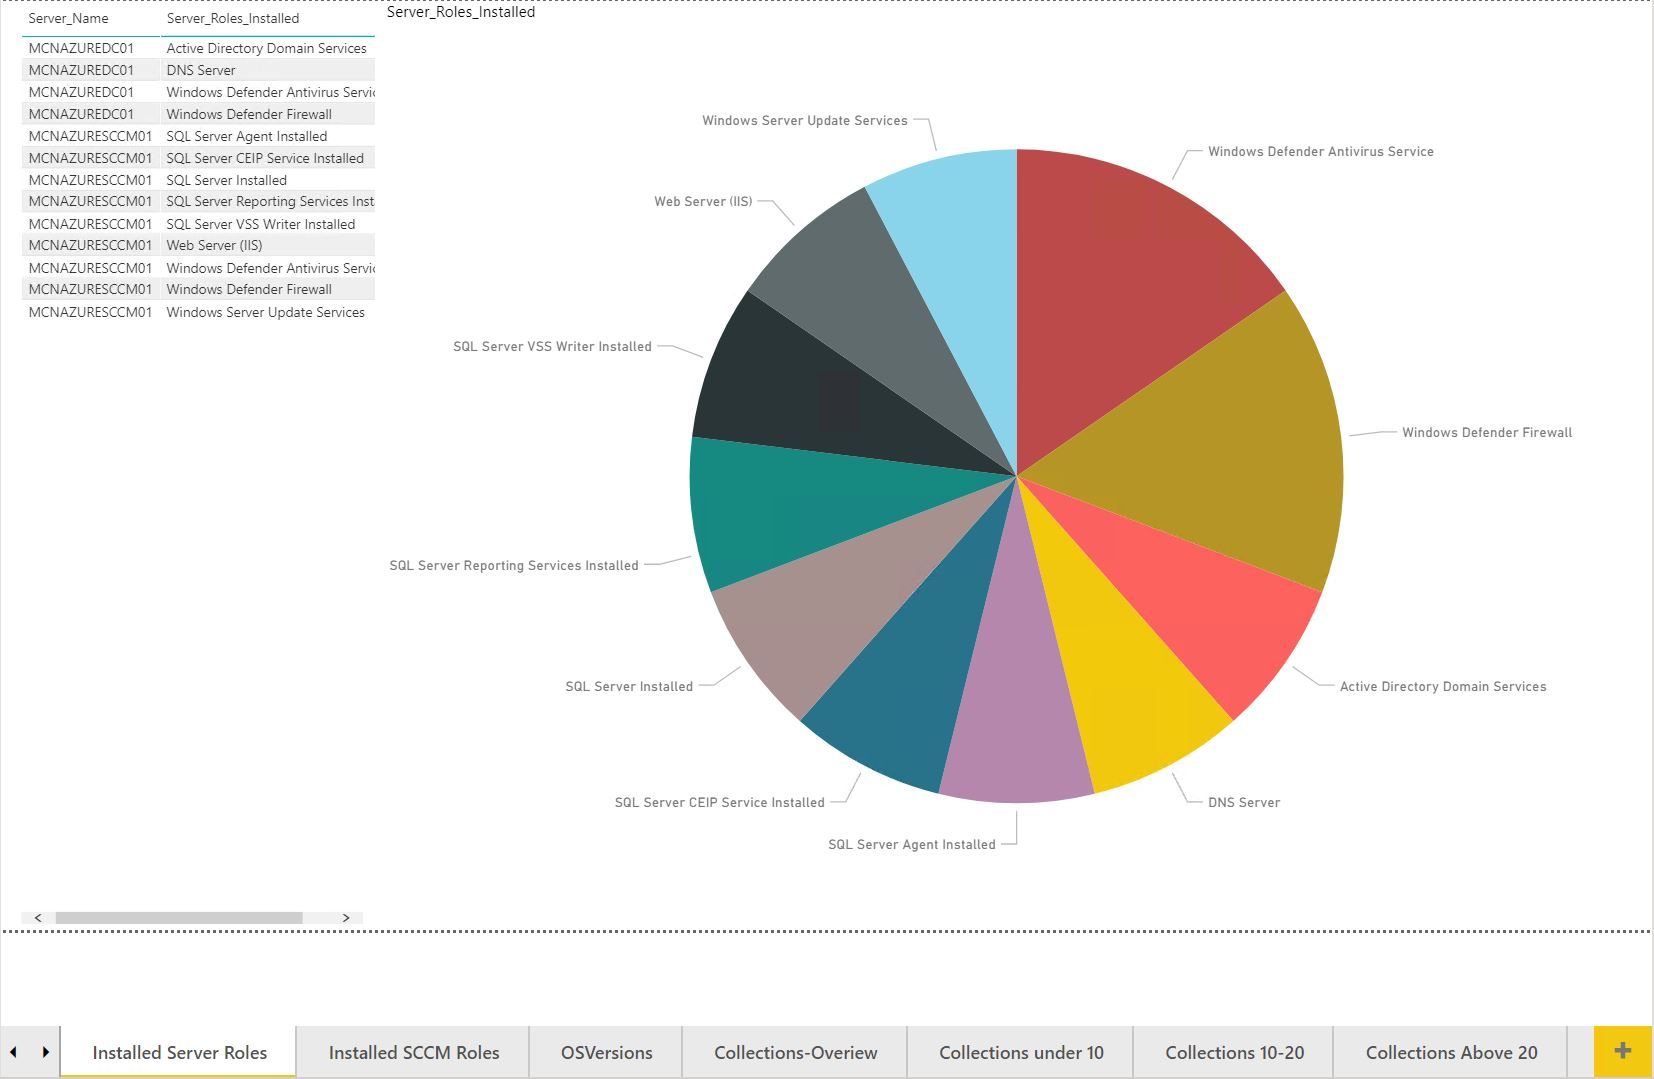 Server_Name Server_Roles_Installed
MCNAZUREDC01 Active Directory Domain Services
MCNAZUREDC01 DNS Server
MCNAZUREDC01 Windows Defender Antivirus Servic
MCNAZUREDC01 Windows Defender Firewall
MCNAZURESCCM01 SQL Server Agent Installed
MCNAZURESCCM01 SQL Server CEIP Service Installed
MCNAZURESCCM01 SQL Server Installed
MCNAZURESCCM01 SQL Server Reporting Services Inst
MCNAZURESCCM01 SQL Server VSS Writer Installed
MCNAZURESCCM01 Web Server (IIS)
MCNAZURESCCM01 Windows Defender Antivirus Servic
MCNAZURESCCM01 Windows Defender Firewall
MCNAZURESCCM01 Windows Server Update Services
Server_Roles_Installed
Windows Server Update Services
Windows Defender Antivirus Service
Web Server (IIS)
SQL Server VSS Writer Installed
Windows Defender Firewall
SQL Server Reporting Services Installed
SQL Server Installed
Active Directory Domain Services
SQL Server CEIP Service Installed
DNS Server
SQL Server Agent Installed
Installed Server Roles Installed SCCM Roles OSVersions Collections-Overiew Collections under 10 Collections 10-20 Collections Above 20